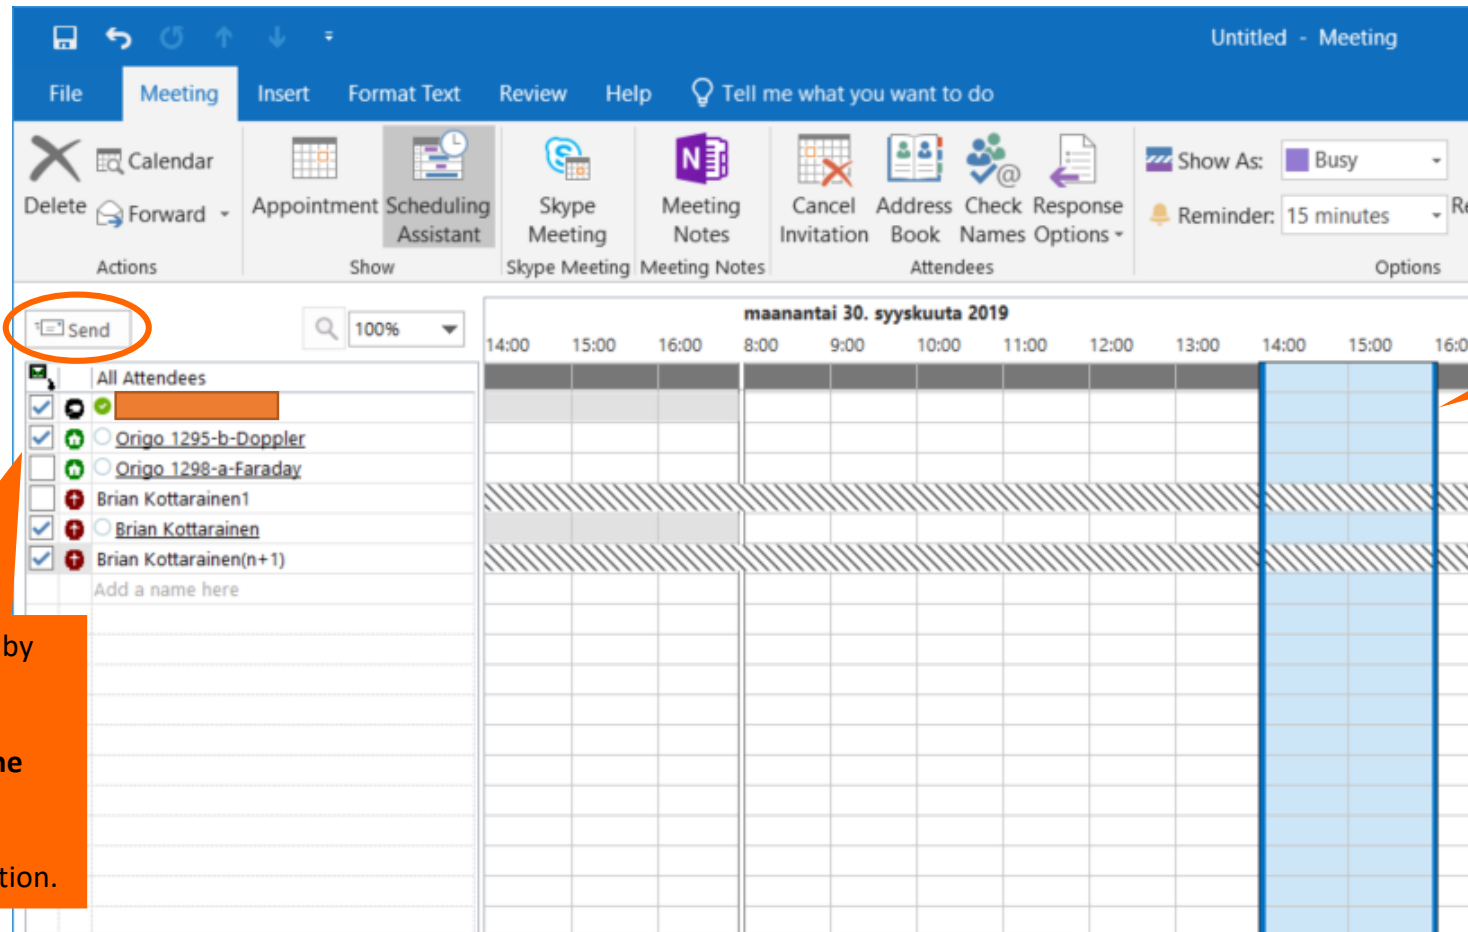 Untitled - Meeting
File Meeting Insert Format Text Review Help Tell me what you want to do
Delete
Calendar
Forward
Actions
Appointment
Scheduling
Assistant
Show
Skype
Meeting
Skype Meeting
Meeting
Notes
Meeting Notes
Cancel
Invitation
Address
Book
Check
Names
Response
Options
Attendees
Show As: Busy
Reminder: 15 minutes
Re
Options
Send
100%
maanantai 30. syyskuuta 2019
14:00 15:00 16:00 8:00 9:00 10:00 11:00 12:00 13:00 14:00 15:00 16:0
All Attendees
Origo 1295-b-Doppler
Origo 1298-a-Faraday
Brian Kottarainen1
Brian Kottarainen
Brian Kottarainen(n+1)
Add a name here
by
ne
tion.